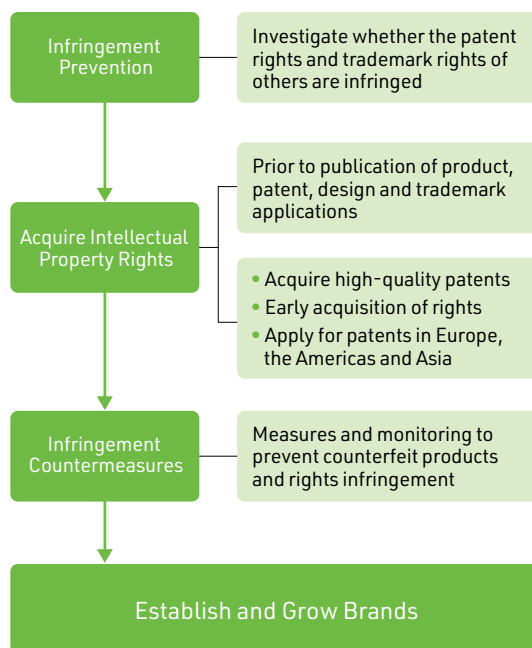 Infringement
Prevention
Investigate whether the patent
rights and trademark rights of
others are infringed
Prior to publication of product,
patent, design and trademark
applications
Acquire Intellectual
Property Rights
• Acquire high-quality patents
• Early acquisition of rights
• Apply for patents in Europe,
the Americas and Asia
Infringement
Countermeasures
Measures and monitoring to
prevent counterfeit products
and rights infringement
Establish and Grow Brands